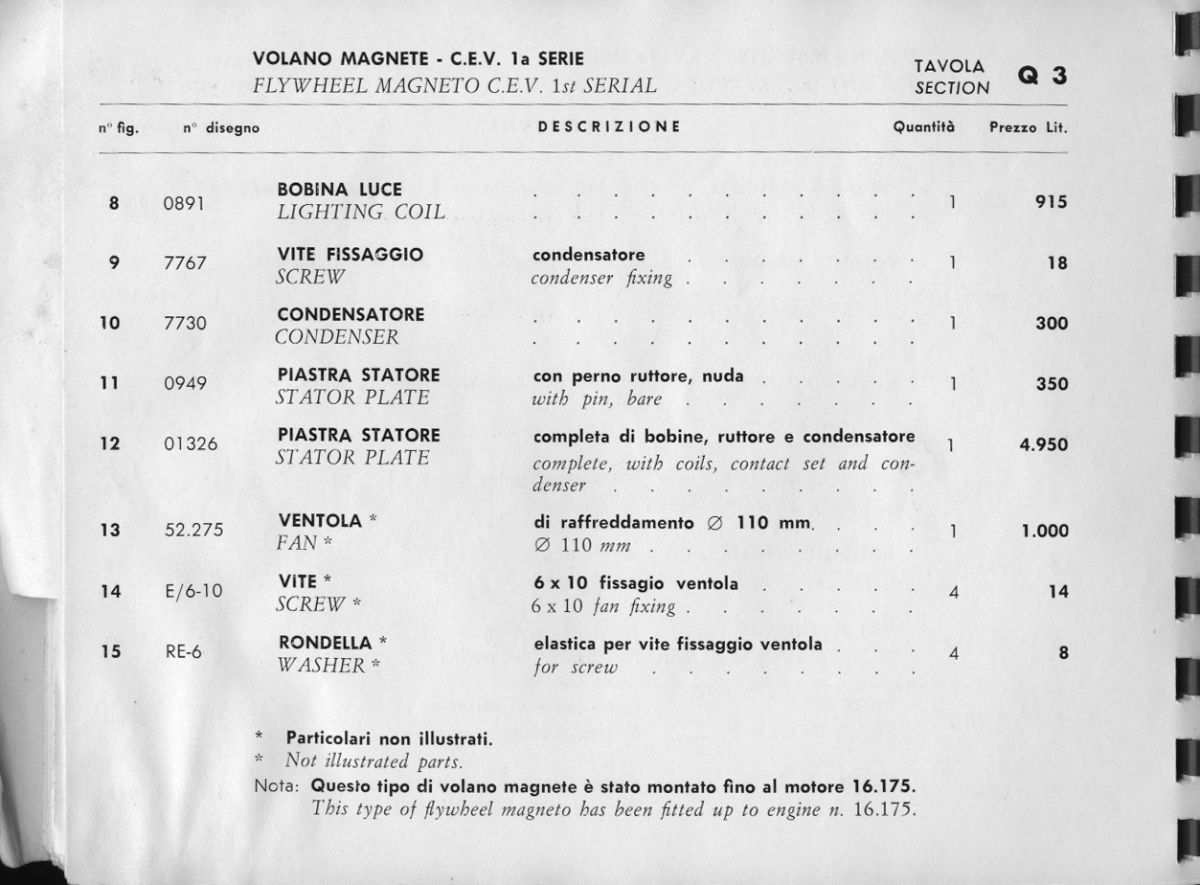 VOLANO MAGNETE - C.E.V. 1a SERIE
FLYWHEEL MAGNETO C.E.V. 1st SERIAL
TAVOLA
SECTION
Q 3
n° fig. n° disegno DESCRIZIONE Quantità Prezzo Lit.
8 0891 BOBINA LUCE . . . . . . . . . . 1 915
LIGHTING COIL . . . . . . . . . .
9 7767 VITE FISSAGGIO condensatore . . . . . . . 1 18
SCREW condenser fixing . . . . . . .
10 7730 CONDENSATORE . . . . . . . . . . 1 300
CONDENSER . . . . . . . . . .
11 0949 PIASTRA STATORE con perno ruttore, nuda . . . . . 1 350
STATOR PLATE with pin, bare . . . . . . .
12 01326 PIASTRA STATORE completa di bobine, ruttore e condensatore 1 4.950
STATOR PLATE complete, with coils, contact set and con-
denser . . . . . . . . .
13 52.275 VENTOLA * di raffreddamento Ø 110 mm. . . . 1 1.000
FAN * Ø 110 mm . . . . . . . .
14 E/6-10 VITE * 6 x 10 fissagio ventola . . . . . 4 14
SCREW * 6 x 10 fan fixing . . . . . . .
15 RE-6 RONDELLA * elastica per vite fissaggio ventola . . . 4 8
WASHER * for screw . . . . . . . .
* Particolari non illustrati.
* Not illustrated parts.
Nota: Questo tipo di volano magnete è stato montato fino al motore 16.175.
This type of flywheel magneto has been fitted up to engine n. 16.175.